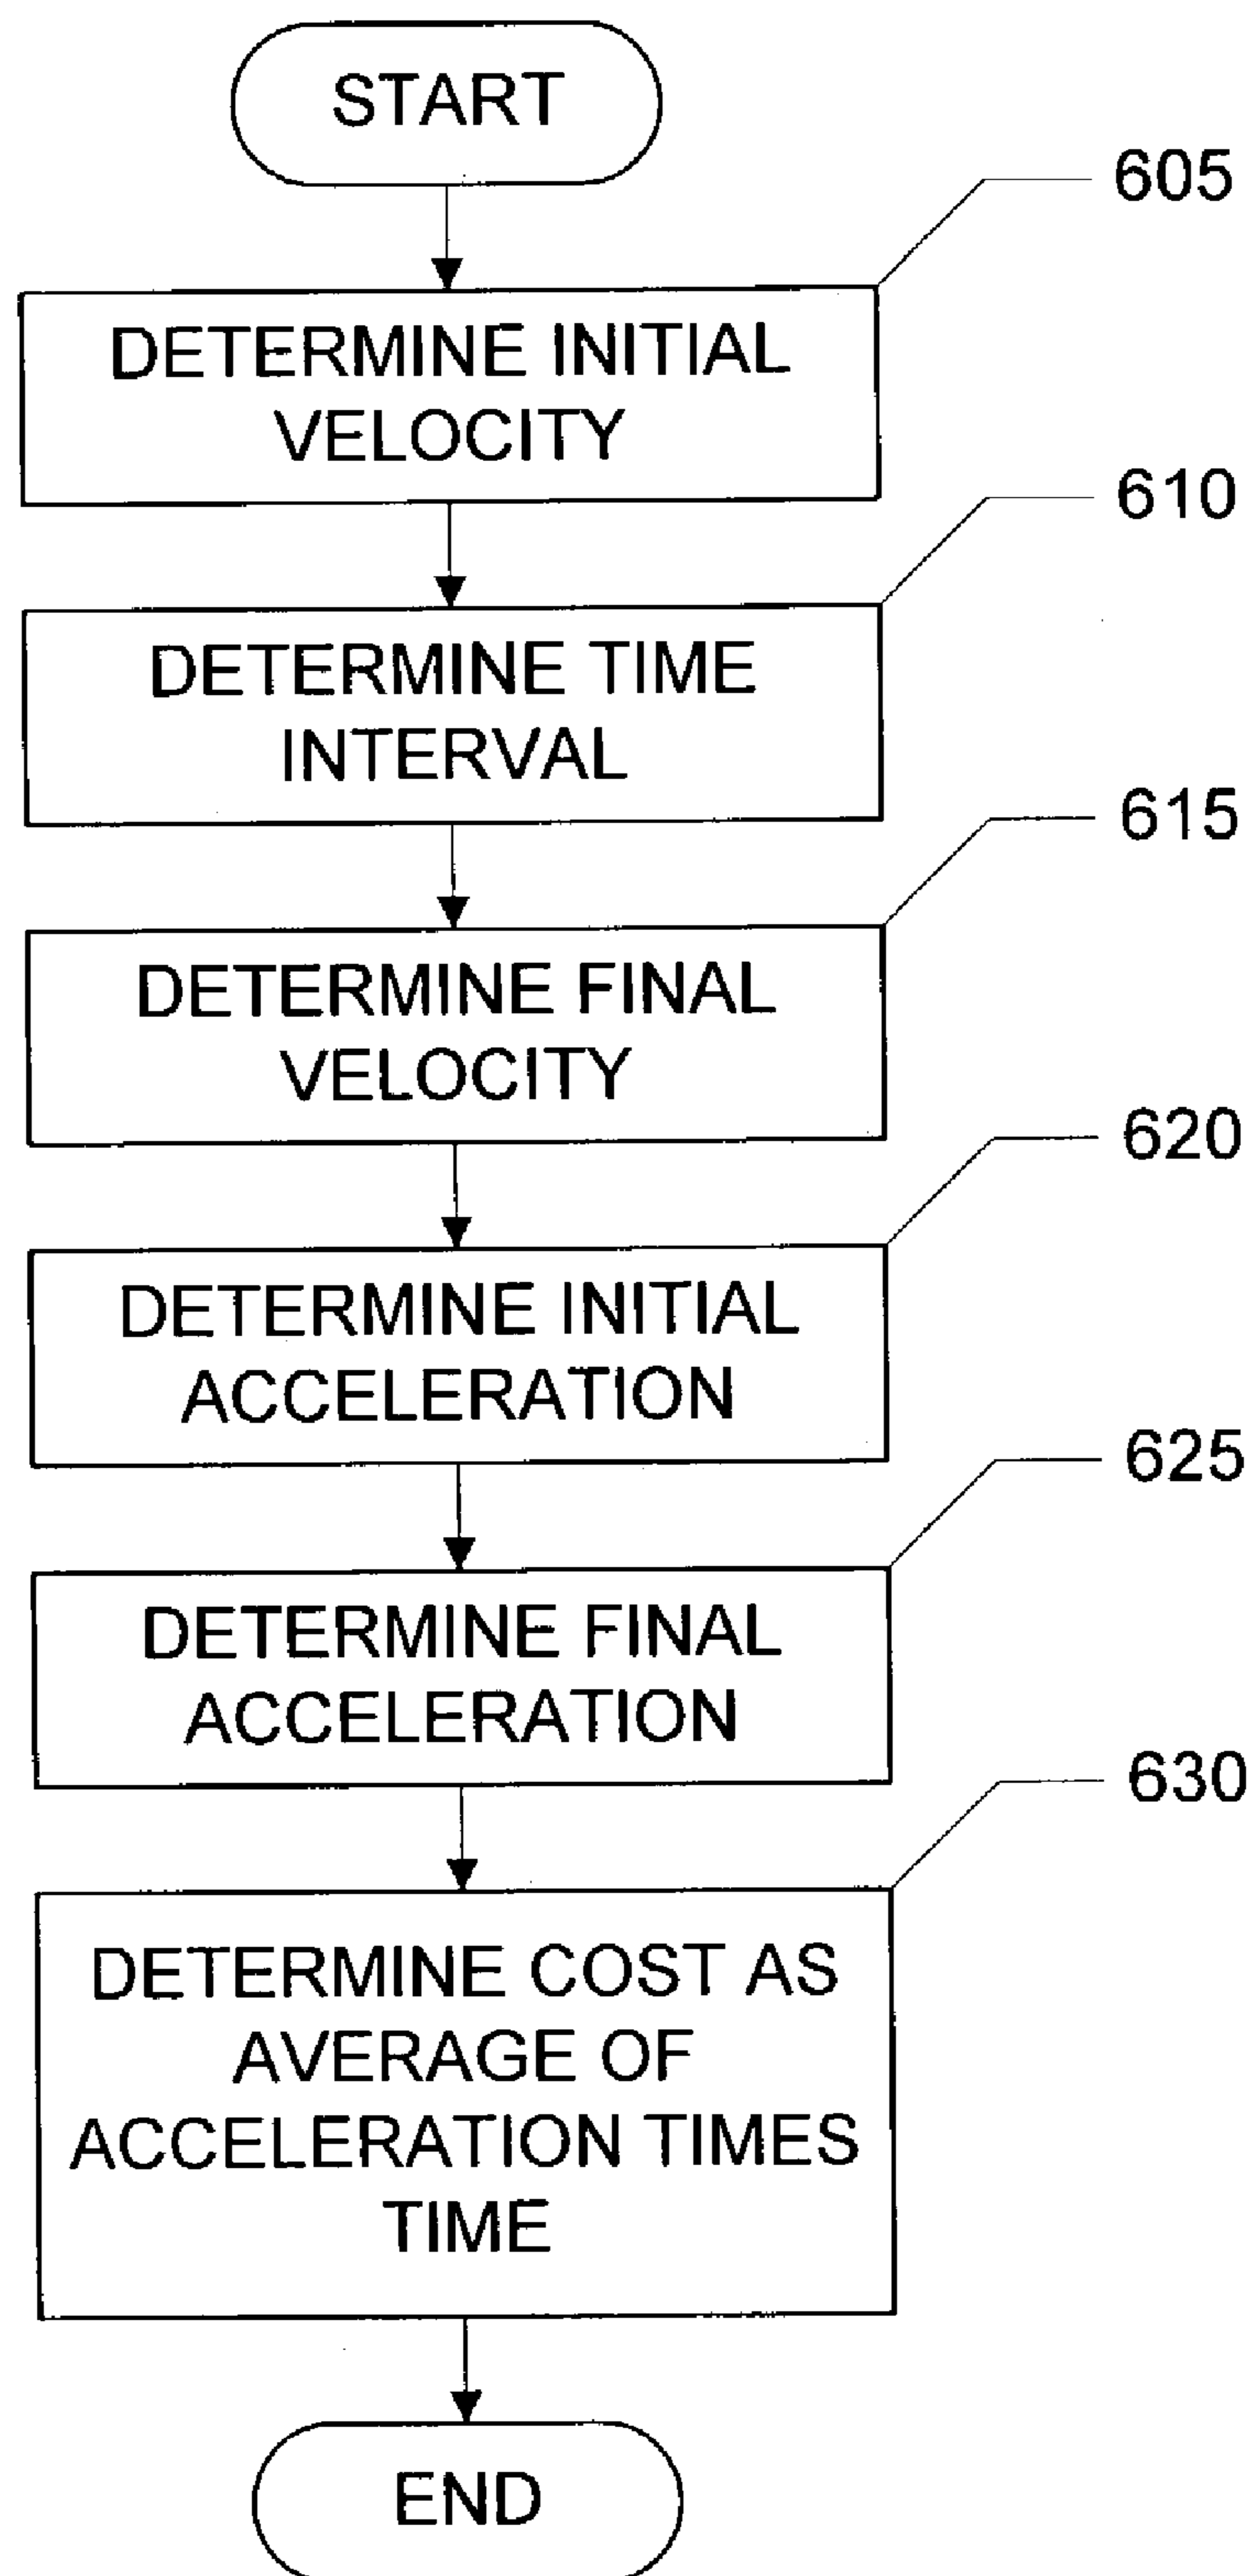 START
605
DETERMINE INITIAL
VELOCITY
610
DETERMINE TIME
INTERVAL
615
DETERMINE FINAL
VELOCITY
620
DETERMINE INITIAL
ACCELERATION
625
DETERMINE FINAL
ACCELERATION
630
DETERMINE COST AS
AVERAGE OF
ACCELERATION TIMES
TIME
END